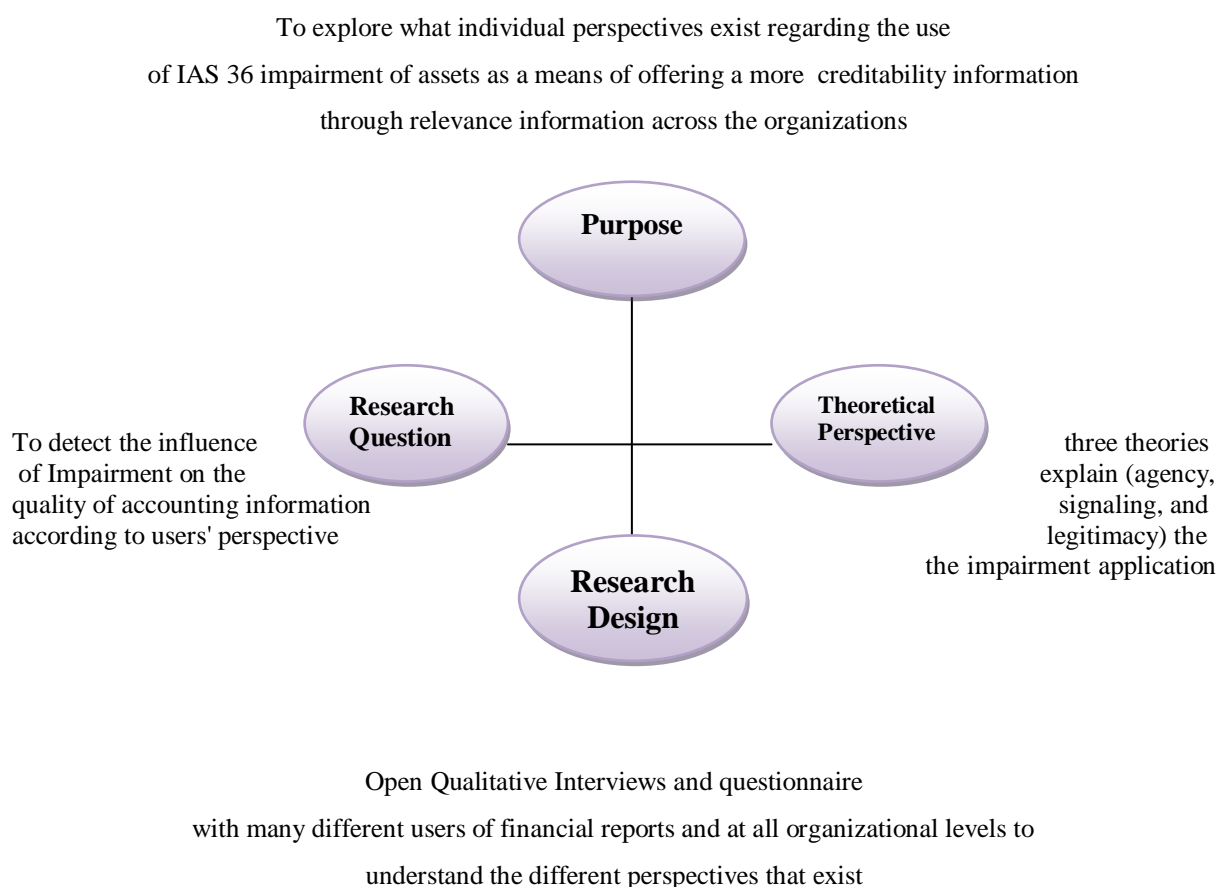 To explore what individual perspectives exist regarding the use
of IAS 36 impairment of assets as a means of offering a more creditability information
through relevance information across the organizations
Purpose
Research
Question
Theoretical
Perspective
To detect the influence
of Impairment on the
quality of accounting information
according to users' perspective
three theories
explain (agency,
signaling, and
legitimacy) the
the impairment application
Research
Design
Open Qualitative Interviews and questionnaire
with many different users of financial reports and at all organizational levels to
understand the different perspectives that exist